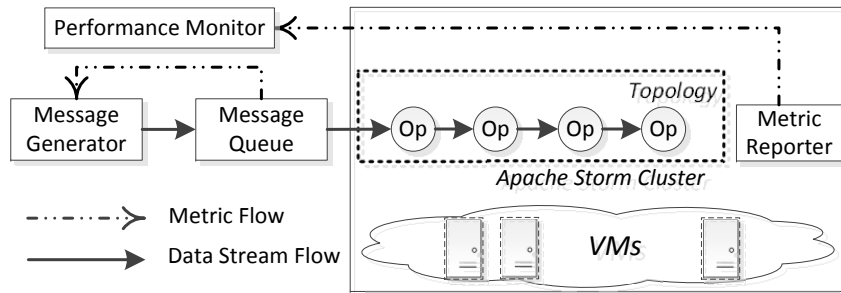 Performance Monitor
Message
Generator
Message
Queue
Topology
Op
Op
Op
Op
Metric
Reporter
Apache Storm Cluster
Metric Flow
Data Stream Flow
VMs